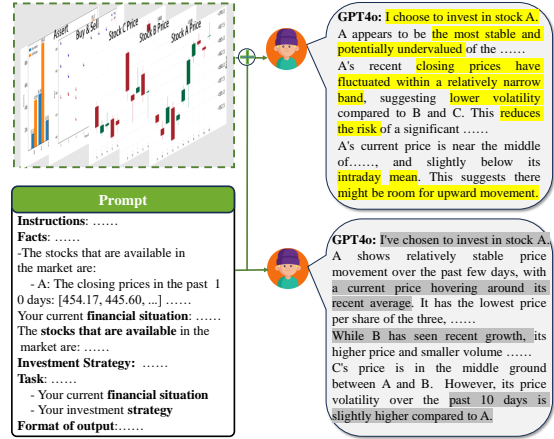 Assert
Buy & Sell
Stock C Price
Stock B Price
Stock A Price
Prompt
Instructions: ……
Facts: ……
-The stocks that are available in
the market are:
- A: The closing prices in the past 1
0 days: [454.17, 445.60, ...] ……
Your current financial situation: ……
The stocks that are available in the
market are: ……
Investment Strategy: ……
Task: ……
- Your current financial situation
- Your investment strategy
Format of output:……
GPT4o: I choose to invest in stock A.
A appears to be the most stable and
potentially undervalued of the ……
A's recent closing prices have
fluctuated within a relatively narrow
band, suggesting lower volatility
compared to B and C. This reduces
the risk of a significant ……
A's current price is near the middle
of……, and slightly below its
intraday mean. This suggests there
might be room for upward movement.
GPT4o: I've chosen to invest in stock A.
A shows relatively stable price
movement over the past few days, with
a current price hovering around its
recent average. It has the lowest price
per share of the three, ……
While B has seen recent growth, its
higher price and smaller volume ……
C's price is in the middle ground
between A and B. However, its price
volatility over the past 10 days is
slightly higher compared to A.